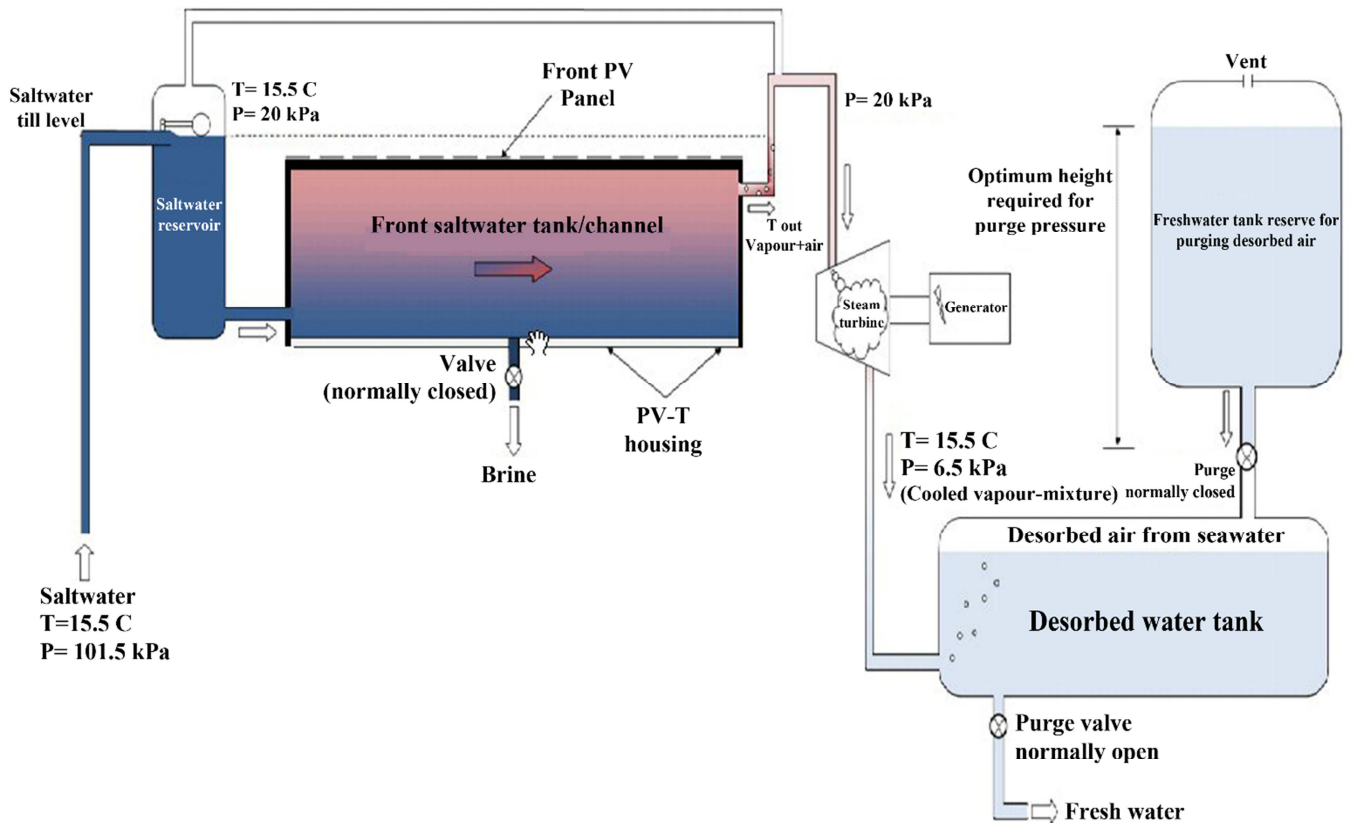 Saltwater
till level
T= 15.5 C
P= 20 kPa
Front PV
Panel
P= 20 kPa
Vent
Saltwater
reservoir
Front saltwater tank/channel
T out
Vapour+air
Optimum height
required for
purge pressure
Freshwater tank reserve for
purging desorbed air
Steam
turbine
Generator
Valve
(normally closed)
PV-T
housing
Brine
T= 15.5 C
P= 6.5 kPa
(Cooled vapour-mixture)
Purge
normally closed
Saltwater
T=15.5 C
P= 101.5 kPa
Desorbed air from seawater
Desorbed water tank
Purge valve
normally open
Fresh water